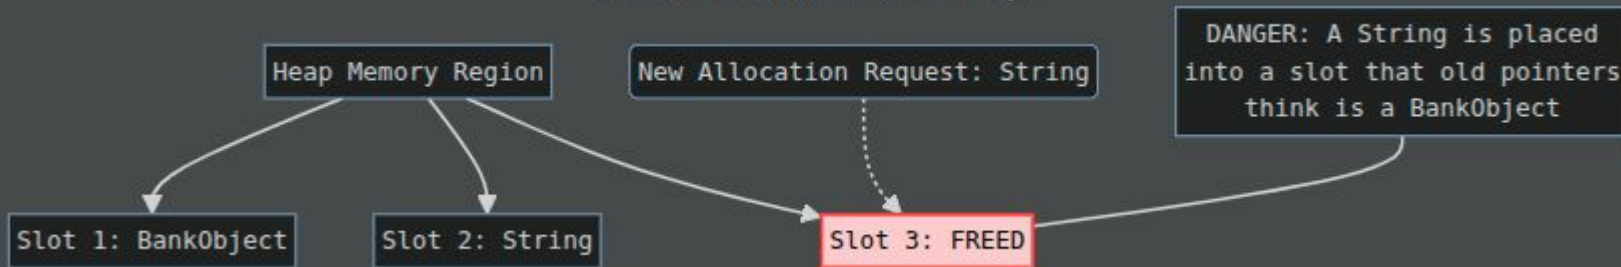 Heap Memory Region
New Allocation Request: String
DANGER: A String is placed
into a slot that old pointers
think is a BankObject
Slot 1: BankObject
Slot 2: String
Slot 3: FREED